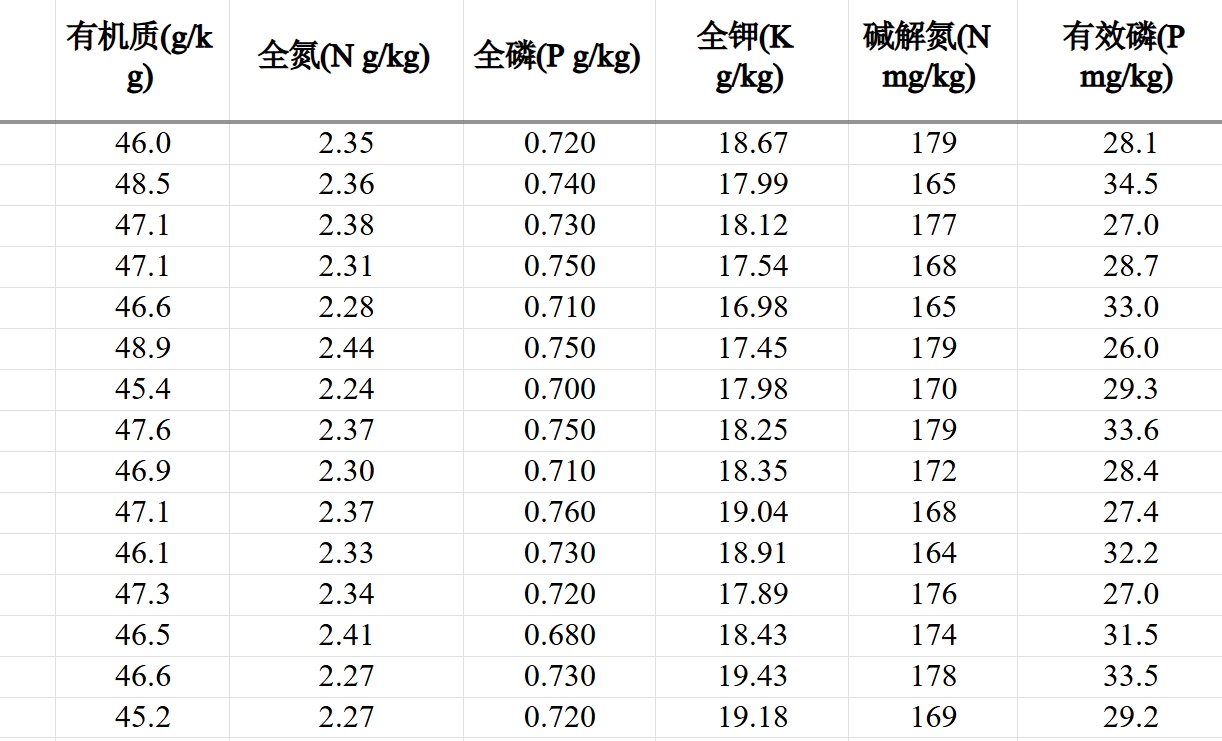 有机质(g/k
g)
全氮(N g/kg)
全磷(P g/kg)
全钾(K
g/kg)
碱解氮(N
mg/kg)
有效磷(P
mg/kg)
46.0 2.35 0.720 18.67 179 28.1
48.5 2.36 0.740 17.99 165 34.5
47.1 2.38 0.730 18.12 177 27.0
47.1 2.31 0.750 17.54 168 28.7
46.6 2.28 0.710 16.98 165 33.0
48.9 2.44 0.750 17.45 179 26.0
45.4 2.24 0.700 17.98 170 29.3
47.6 2.37 0.750 18.25 179 33.6
46.9 2.30 0.710 18.35 172 28.4
47.1 2.37 0.760 19.04 168 27.4
46.1 2.33 0.730 18.91 164 32.2
47.3 2.34 0.720 17.89 176 27.0
46.5 2.41 0.680 18.43 174 31.5
46.6 2.27 0.730 19.43 178 33.5
45.2 2.27 0.720 19.18 169 29.2